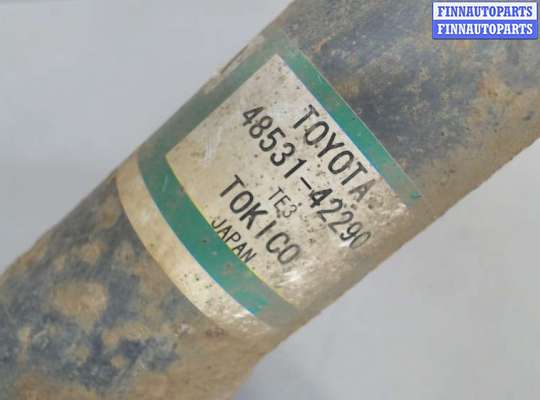 FINNAUTOPARTS
FINNAUTOPARTS
TOYOTA
48531-42290
TE3
TOKICO
JAPAN